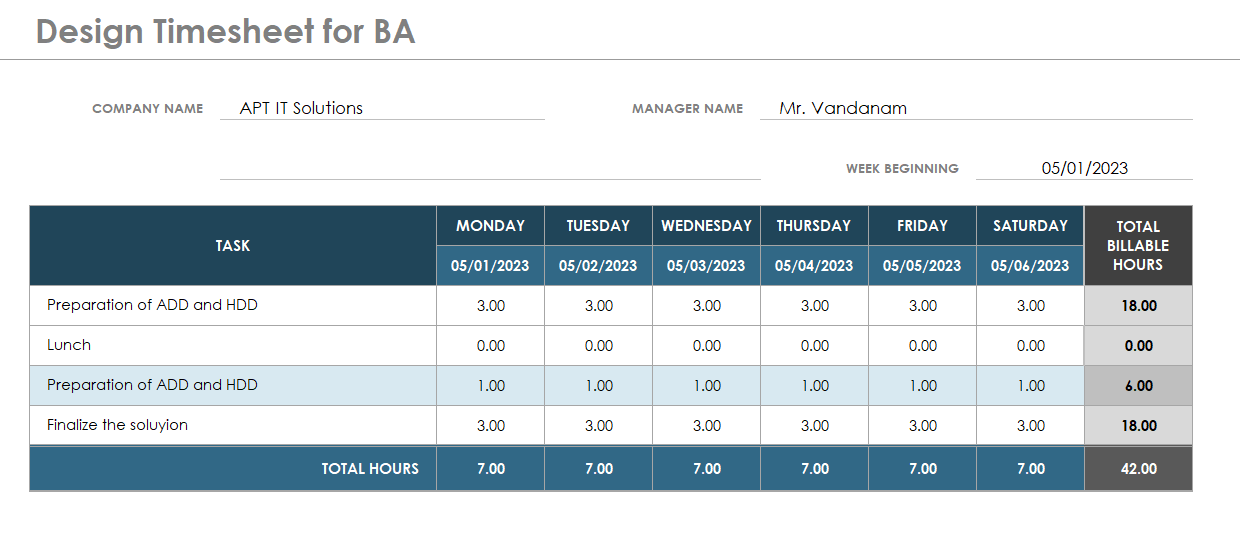 Design Timesheet for BA
COMPANY NAME APT IT Solutions MANAGER NAME Mr. Vandanam
WEEK BEGINNING 05/01/2023
TASK MONDAY TUESDAY WEDNESDAY THURSDAY FRIDAY SATURDAY TOTAL BILLABLE HOURS
05/01/2023 05/02/2023 05/03/2023 05/04/2023 05/05/2023 05/06/2023
Preparation of ADD and HDD 3.00 3.00 3.00 3.00 3.00 3.00 18.00
Lunch 0.00 0.00 0.00 0.00 0.00 0.00 0.00
Preparation of ADD and HDD 1.00 1.00 1.00 1.00 1.00 1.00 6.00
Finalize the soluyion 3.00 3.00 3.00 3.00 3.00 3.00 18.00
TOTAL HOURS 7.00 7.00 7.00 7.00 7.00 7.00 42.00